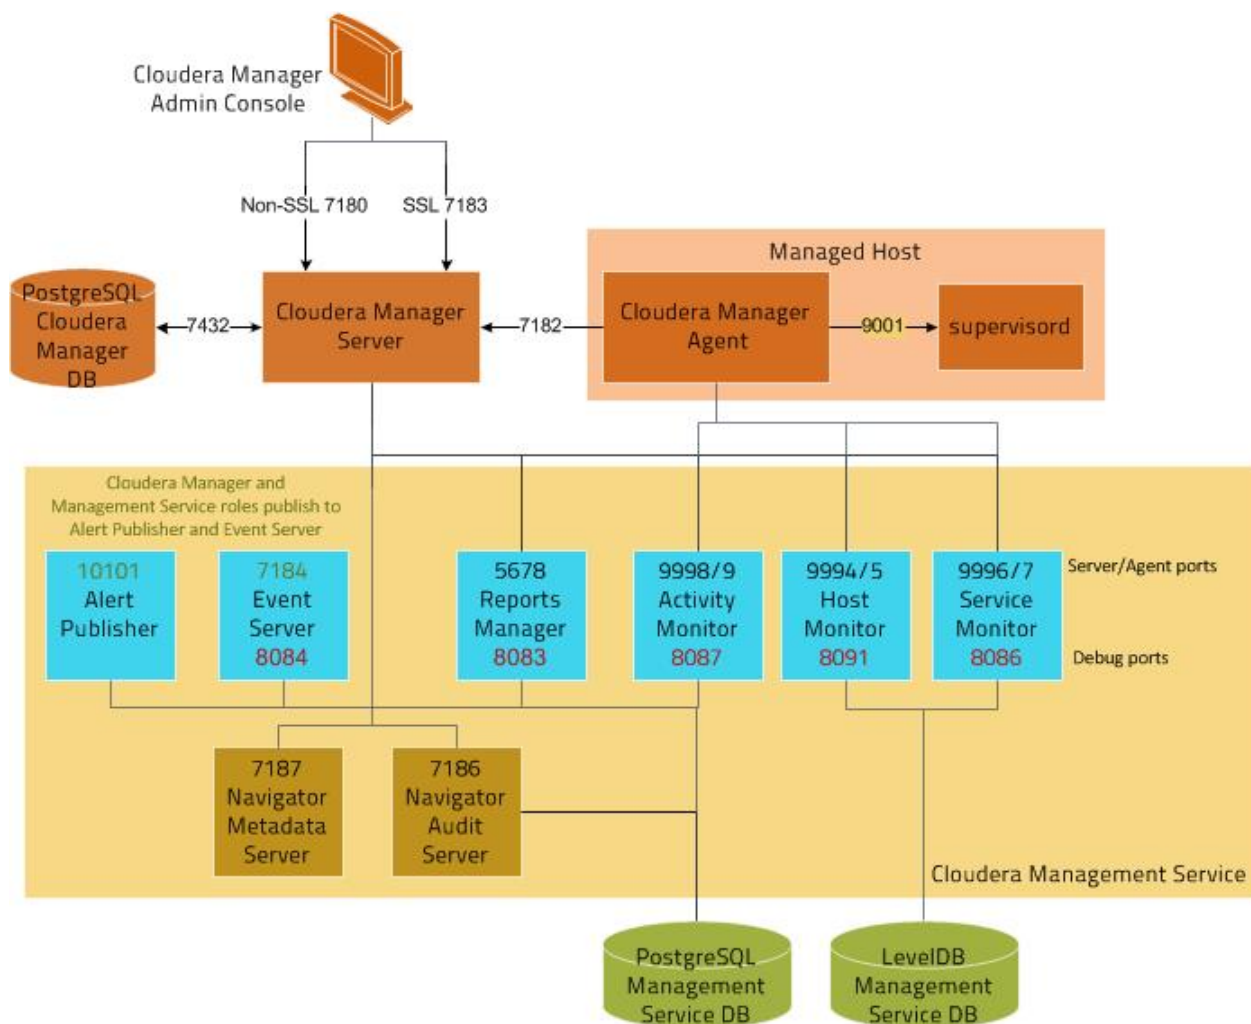 Cloudera Manager
Admin Console
Non-SSL 7180
SSL 7183
Managed Host
PostgreSQL
Cloudera
Manager
DB
7432
Cloudera Manager
Server
7182
Cloudera Manager
Agent
9001
supervisord
Cloudera Manager and
Management Service roles publish to
Alert Publisher and Event Server
10101
Alert
Publisher
7184
Event
Server
8084
5678
Reports
Manager
8083
9998/9
Activity
Monitor
8087
9994/5
Host
Monitor
8091
9996/7
Service
Monitor
8086
Server/Agent ports
Debug ports
7187
Navigator
Metadata
Server
7186
Navigator
Audit
Server
Cloudera Management Service
PostgreSQL
Management
Service DB
LevelDB
Management
Service DB